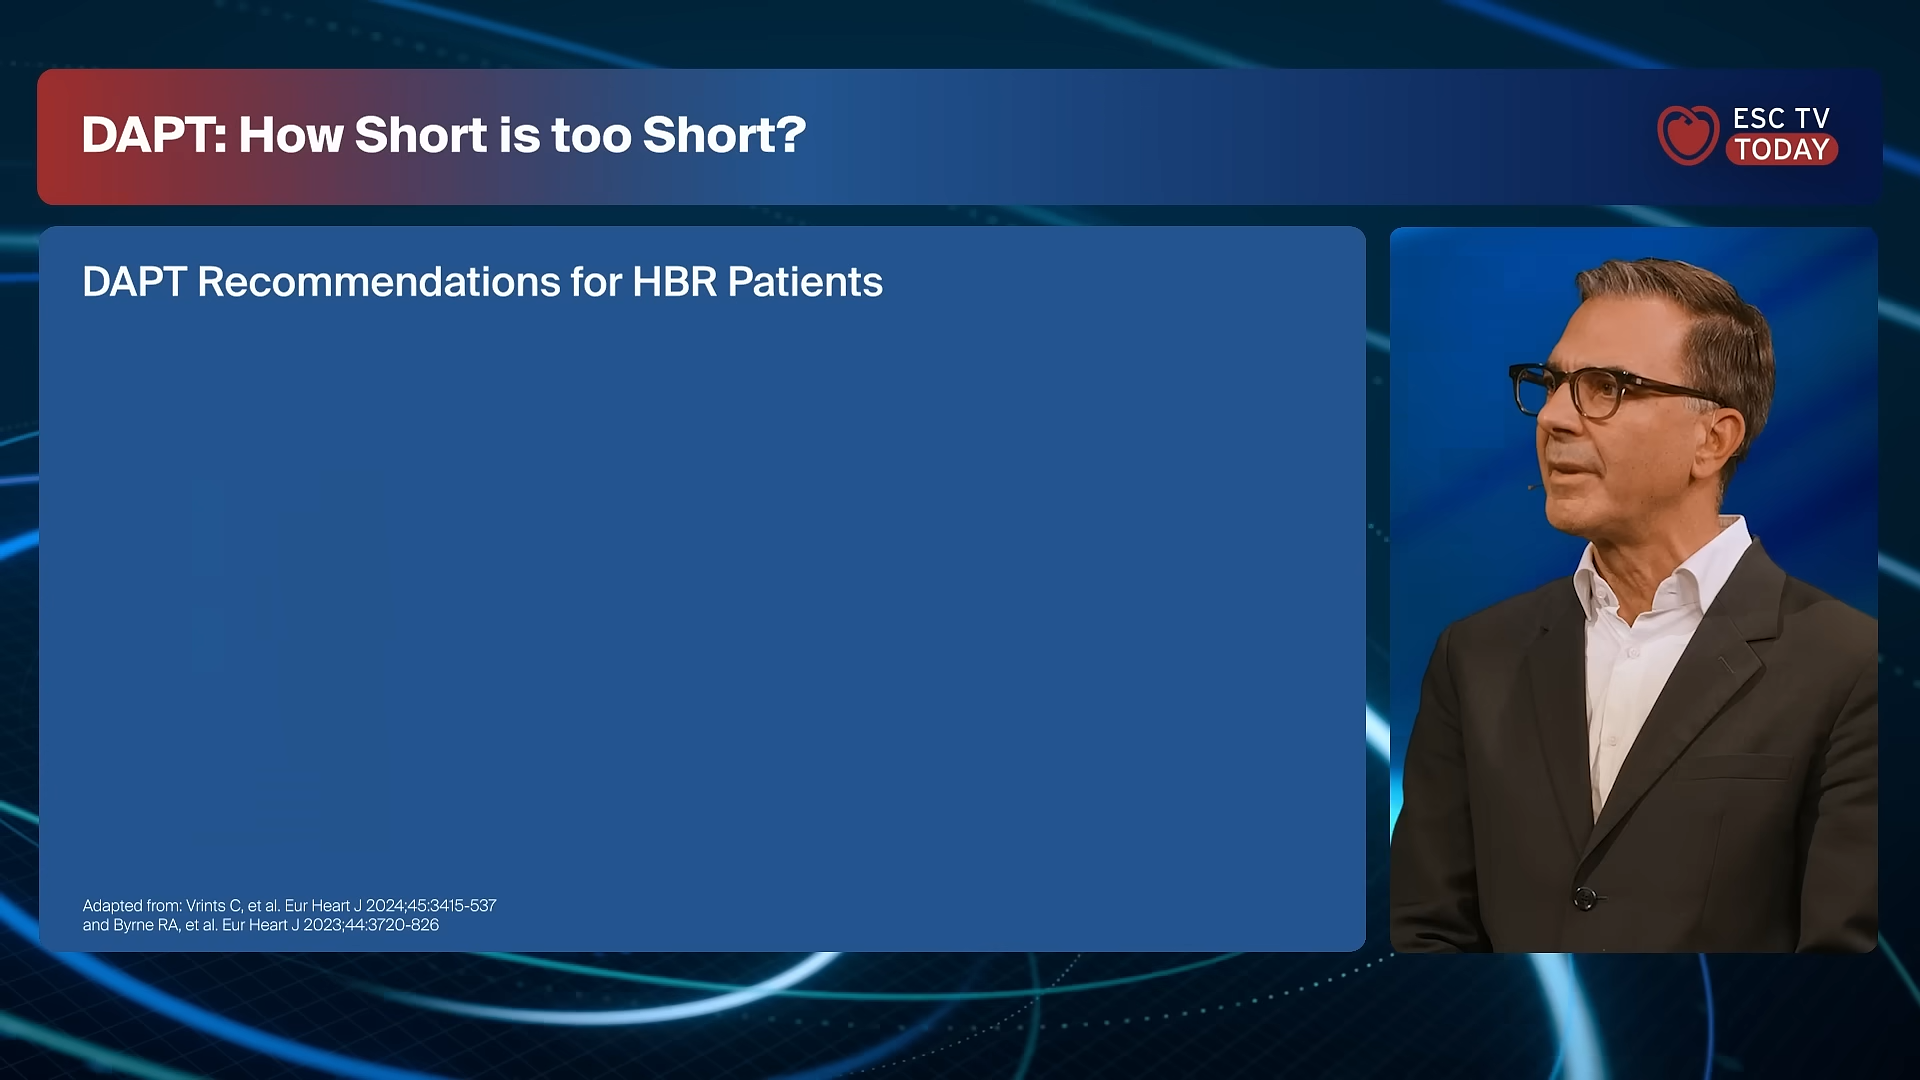 DAPT: How Short is too Short?
ESC TV
TODAY
DAPT Recommendations for HBR Patients
Adapted from: Vrints C, et al. Eur Heart J 2024;45:3415-537
and Byrne RA, et al. Eur Heart J 2023;44:3720-826